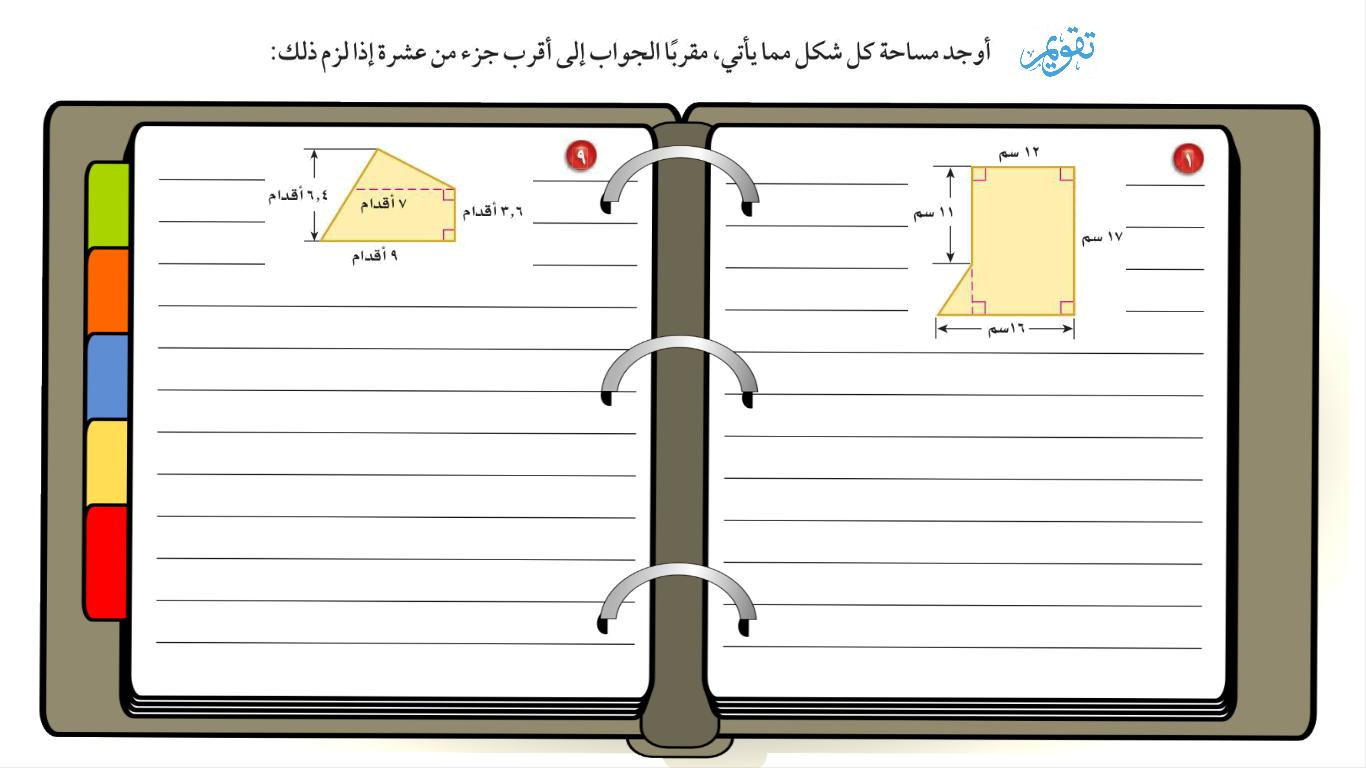 تقويم
أوجد مساحة كل شكل مما يأتي، مقربًا الجواب إلى أقرب جزء من عشرة إذا لزم ذلك:
١
١٢ سم
١١ سم
١٧ سم
١٦سم
٩
٦,٤ أقدام
٧ أقدام
٣,٦ أقدام
٩ أقدام